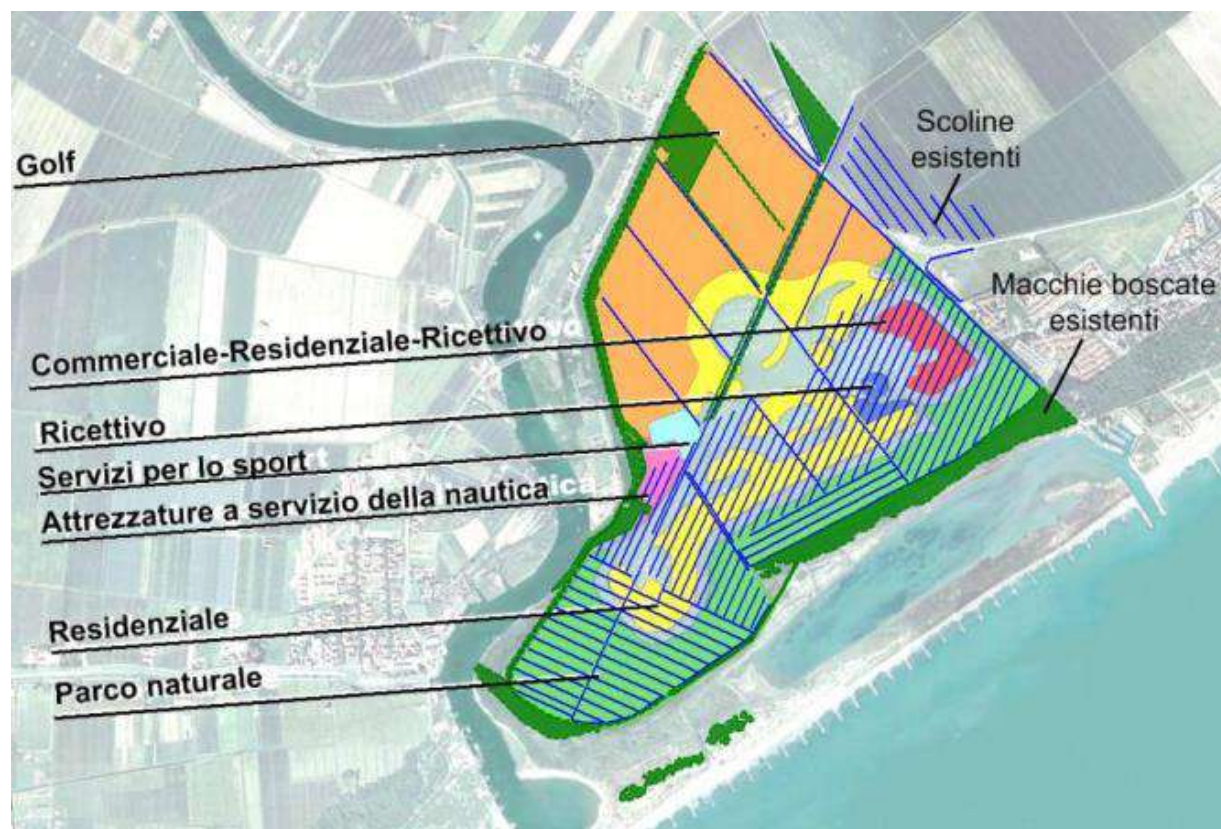 Scoline
esistenti
Golf
Macchie boscate
esistenti
Commerciale-Residenziale-Ricettivo
Ricettivo
Servizi per lo sport
Attrezzature a servizio della nautica
Residenziale
Parco naturale